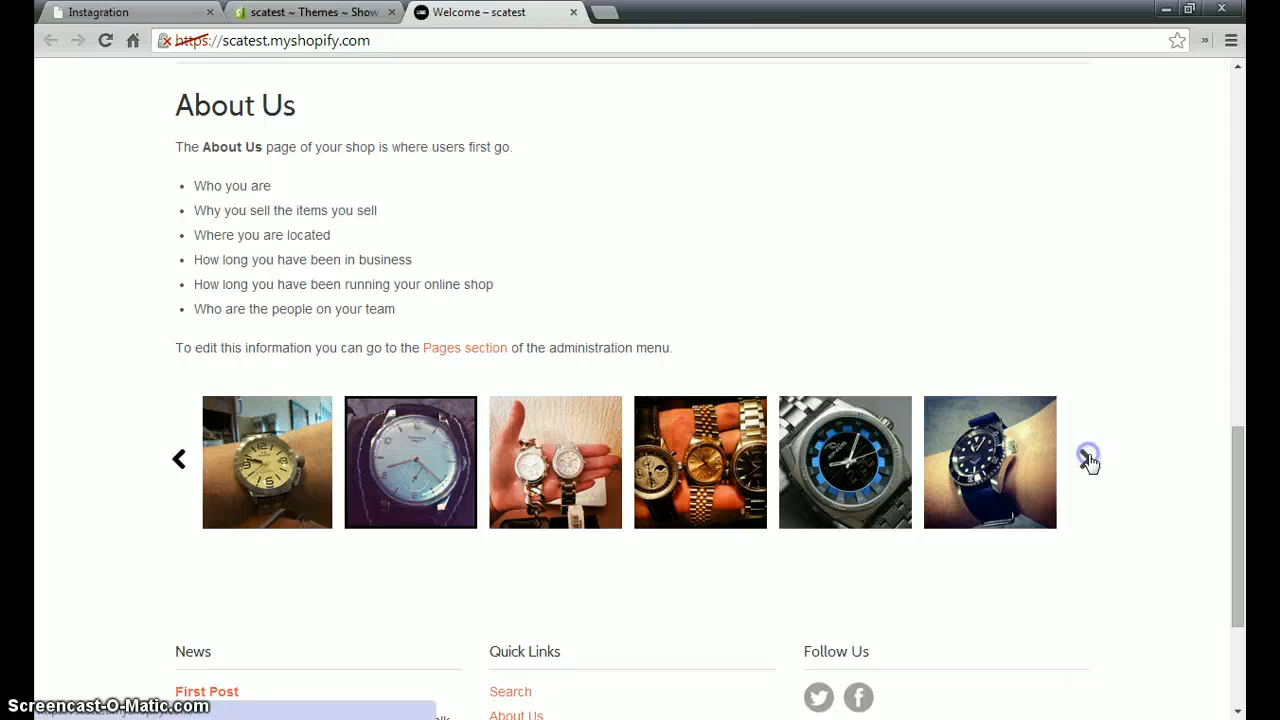 Instagration
scatest ~ Themes ~ Show
Welcome – scatest
https://scatest.myshopify.com
About Us
The About Us page of your shop is where users first go.
• Who you are
• Why you sell the items you sell
• Where you are located
• How long you have been in business
• How long you have been running your online shop
• Who are the people on your team
To edit this information you can go to the Pages section of the administration menu.
News
Quick Links
Follow Us
First Post
Search
About Us
Screencast-O-Matic.com